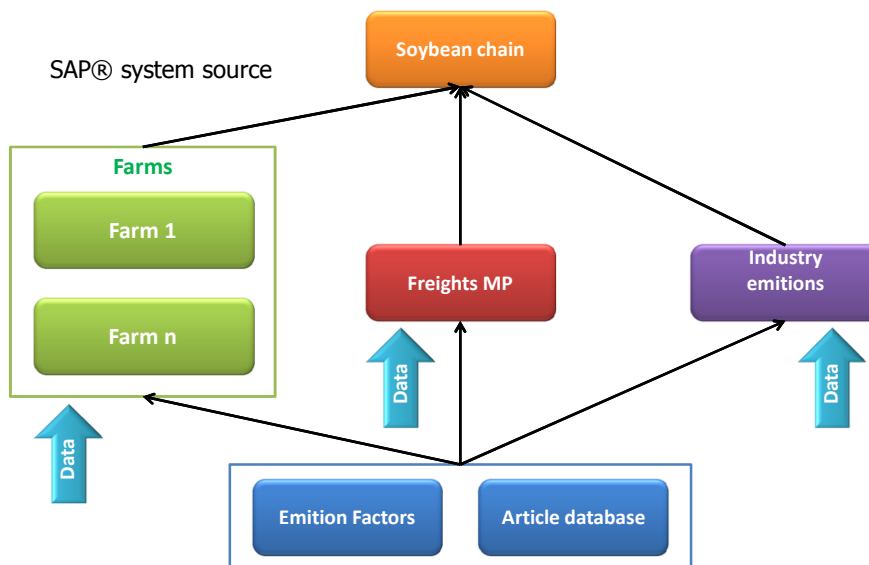 Soybean chain
SAP® system source
Farms
Farm 1
Farm n
Freights MP
Industry
emitions
Data
Data
Data
Emition Factors
Article database